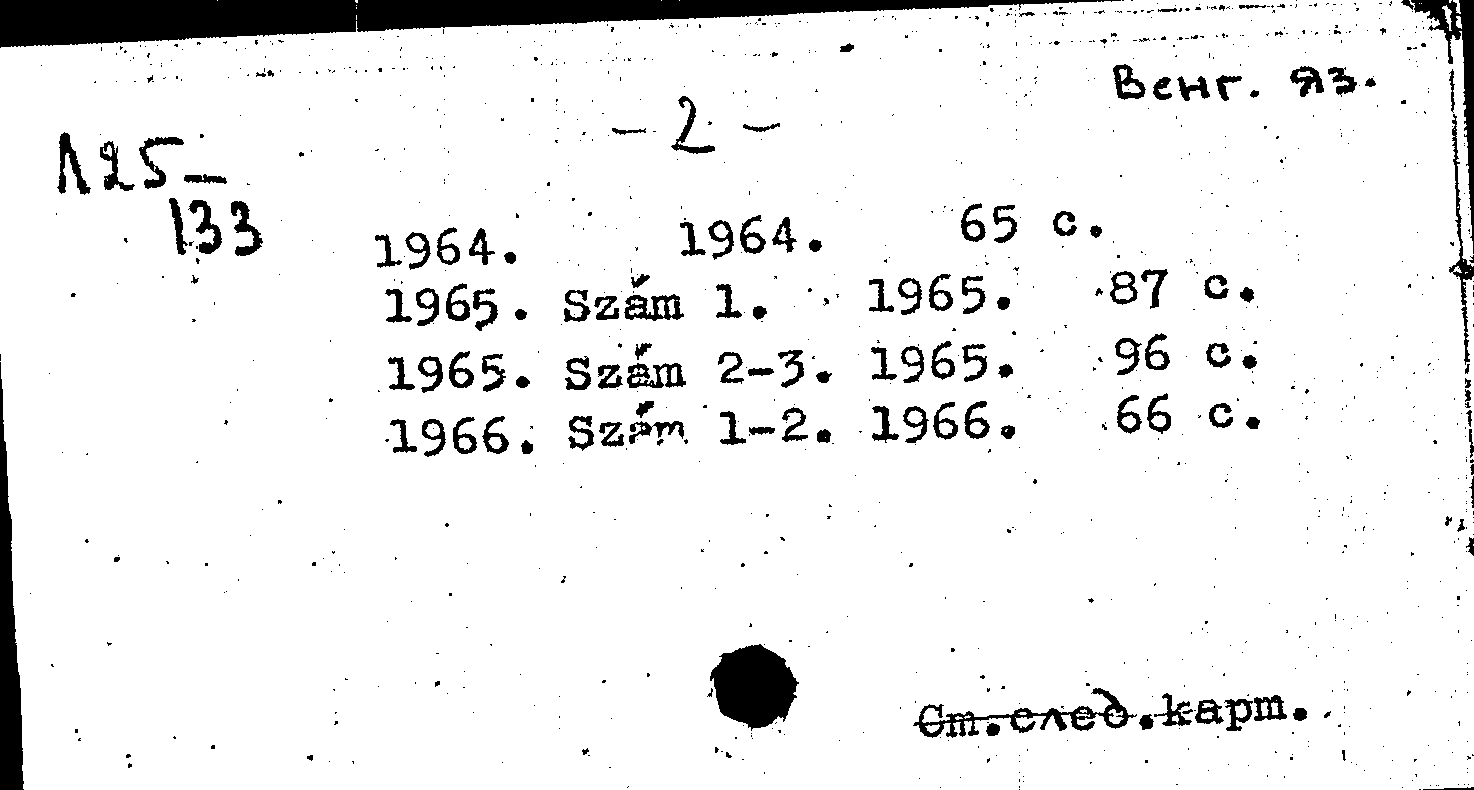 Венг. яз.
- 2 -
Л25-
133
1964. 1964. 65 с.
1965. Szám 1. 1965. 87 с.
1965. Szám 2-3. 1965. 96 с.
1966. Szám 1-2. 1966. 66 с.
См.след.карт.